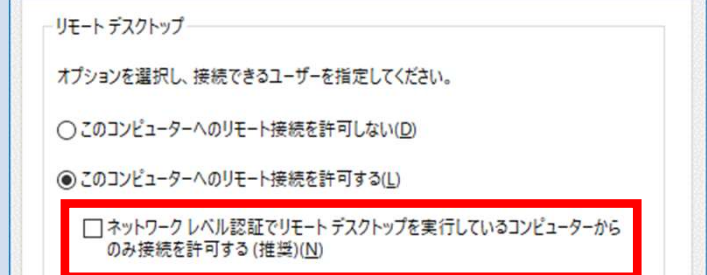 リモート デスクトップ
オプションを選択し、接続できるユーザーを指定してください。
このコンピューターへのリモート接続を許可しない(D)
このコンピューターへのリモート接続を許可する(L)
ネットワーク レベル認証でリモート デスクトップを実行しているコンピューターから
のみ接続を許可する (推奨)(N)